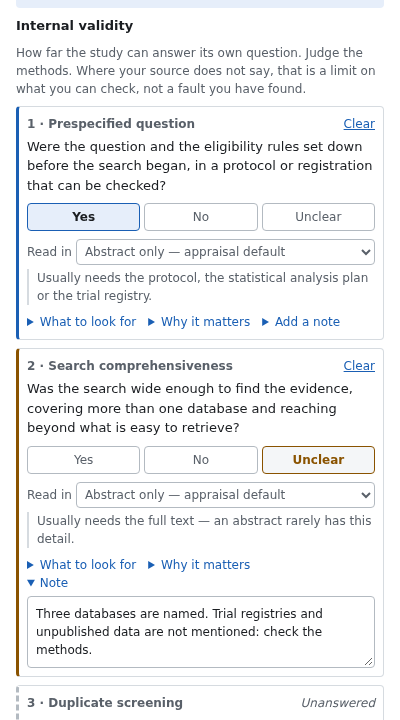 Internal validity
How far the study can answer its own question. Judge the
methods. Where your source does not say, that is a limit on
what you can check, not a fault you have found.
1 · Prespecified question
Clear
Were the question and the eligibility rules set down
before the search began, in a protocol or registration
that can be checked?
Yes
No
Unclear
Read in
Abstract only — appraisal default
Usually needs the protocol, the statistical analysis plan
or the trial registry.
What to look for
Why it matters
Add a note
2 · Search comprehensiveness
Clear
Was the search wide enough to find the evidence,
covering more than one database and reaching
beyond what is easy to retrieve?
Yes
No
Unclear
Read in
Abstract only — appraisal default
Usually needs the full text — an abstract rarely has this
detail.
What to look for
Why it matters
Note
Three databases are named. Trial registries and
unpublished data are not mentioned: check the
methods.
3 · Duplicate screening
Unanswered